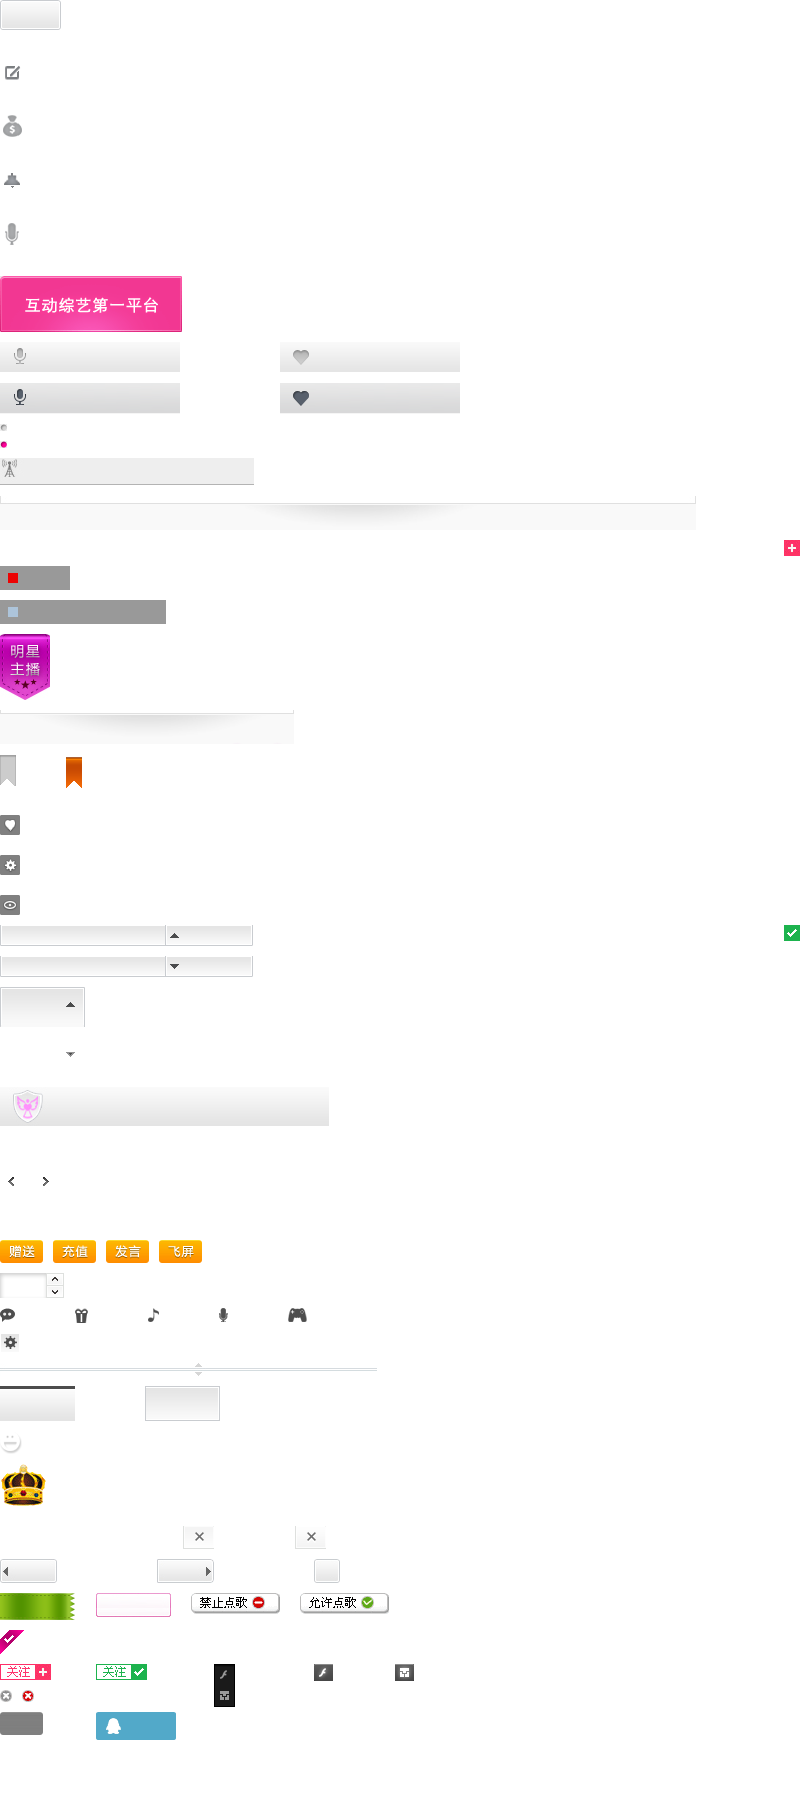 互动综艺第一平台
明星
主播
赠送 充值 发言 飞屏
禁止点歌 允许点歌
关注 关注